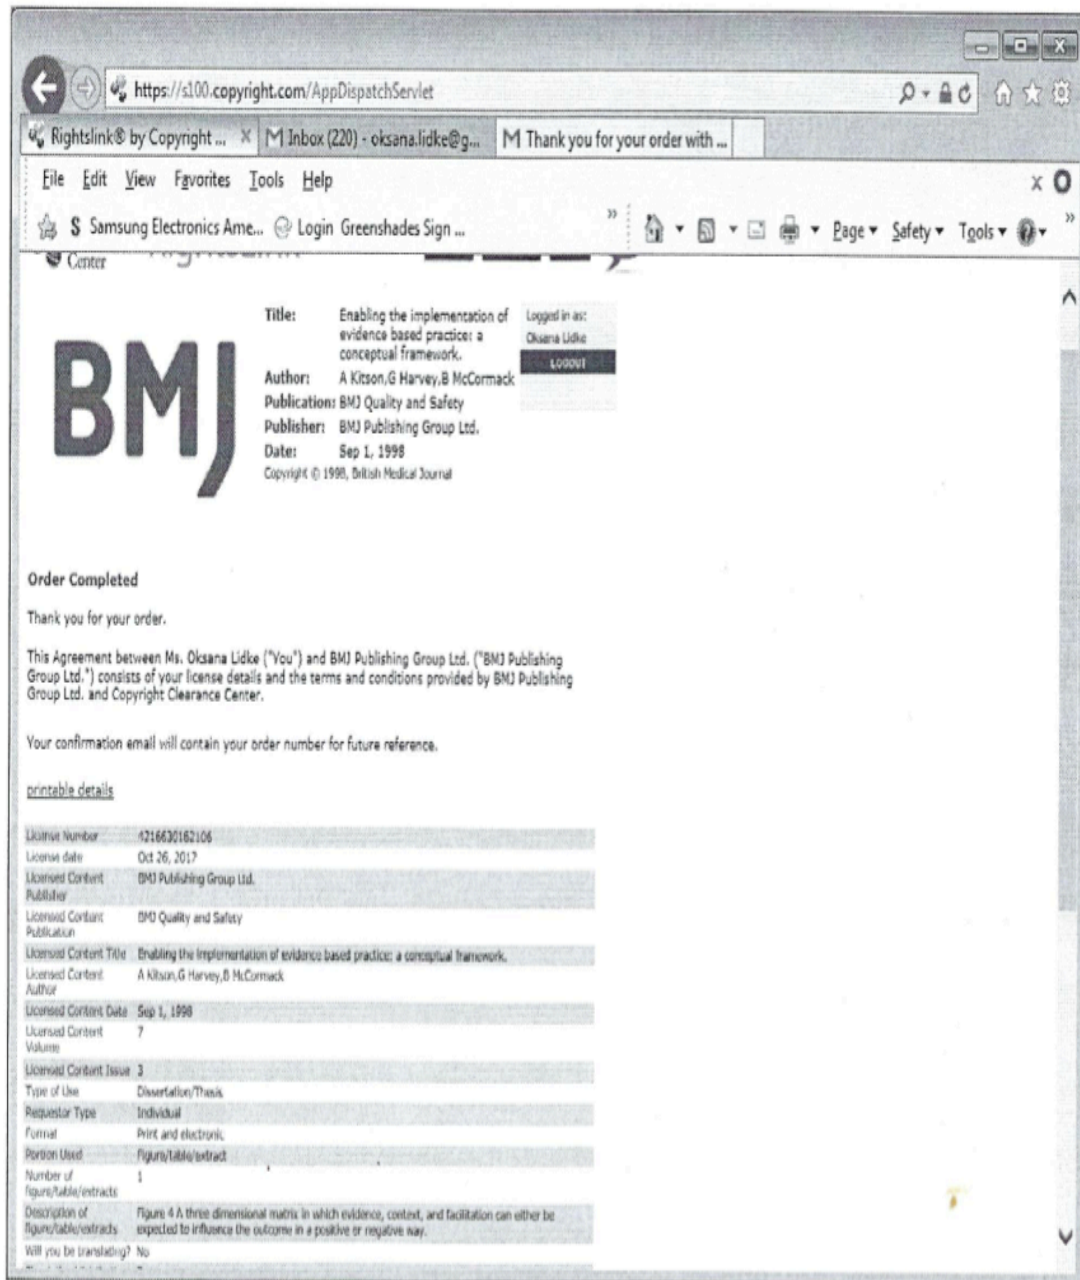 https://s100.copyright.com/AppDispatchServlet
Rightslink® by Copyright ... x M Inbox (220) - oksana.lidke@g... M Thank you for your order with ...
File Edit View Favorites Tools Help x
S Samsung Electronics Ame... Login Greenshades Sign ... » Page Safety Tools »
Center
BMJ
Title: Enabling the implementation of
evidence based practice: a
conceptual framework.
Author: A Kitson,G Harvey,B McCormack
Publication: BMJ Quality and Safety
Publisher: BMJ Publishing Group Ltd.
Date: Sep 1, 1998
Copyright © 1998, British Medical Journal
Logged in as:
Oksana Lidke
LOGOUT
Order Completed
Thank you for your order.
This Agreement between Ms. Oksana Lidke ("You") and BMJ Publishing Group Ltd. ("BMJ Publishing
Group Ltd.") consists of your license details and the terms and conditions provided by BMJ Publishing
Group Ltd. and Copyright Clearance Center.
Your confirmation email will contain your order number for future reference.
printable details
License Number 4216630162106
License date Oct 26, 2017
Licensed Content BMJ Publishing Group Ltd.
Publisher
Licensed Content BMJ Quality and Safety
Publication
Licensed Content Title Enabling the implementation of evidence based practice: a conceptual framework.
Licensed Content A Kitson,G Harvey,B McCormack
Author
Licensed Content Date Sep 1, 1998
Licensed Content 7
Volume
Licensed Content Issue 3
Type of Use Dissertation/Thesis
Requestor Type Individual
Format Print and electronic
Portion Used Figure/table/extract
Number of 1
figure/table/extracts
Description of Figure 4 A three dimensional matrix in which evidence, context, and facilitation can either be
figure/table/extracts expected to influence the outcome in a positive or negative way.
Will you be translating? No